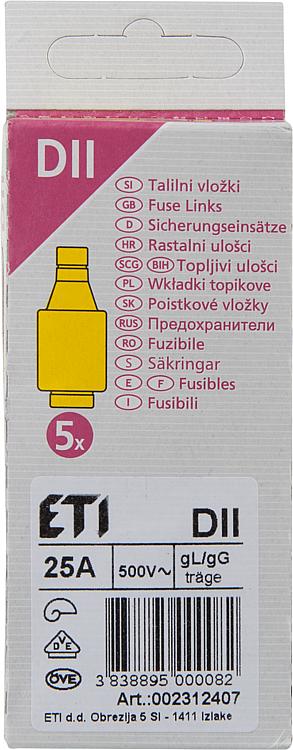 DII
SI Talilni vložki
GB Fuse Links
D Sicherungseinsätze
HR Rastalni ulošci
SCG BIH Topljivi ulošci
PL Wkładki topikowe
SK Poistkové vložky
RUS Предохранители
RO Fuzibile
S Säkringar
E F Fusibles
I Fusibili
5x
ETI DII
25A 500V~ gL/gG
träge
VDE
ÖVE
3 838895 000082
Art.:002312407
ETI d.d. Obrezija 5 SI - 1411 Izlake